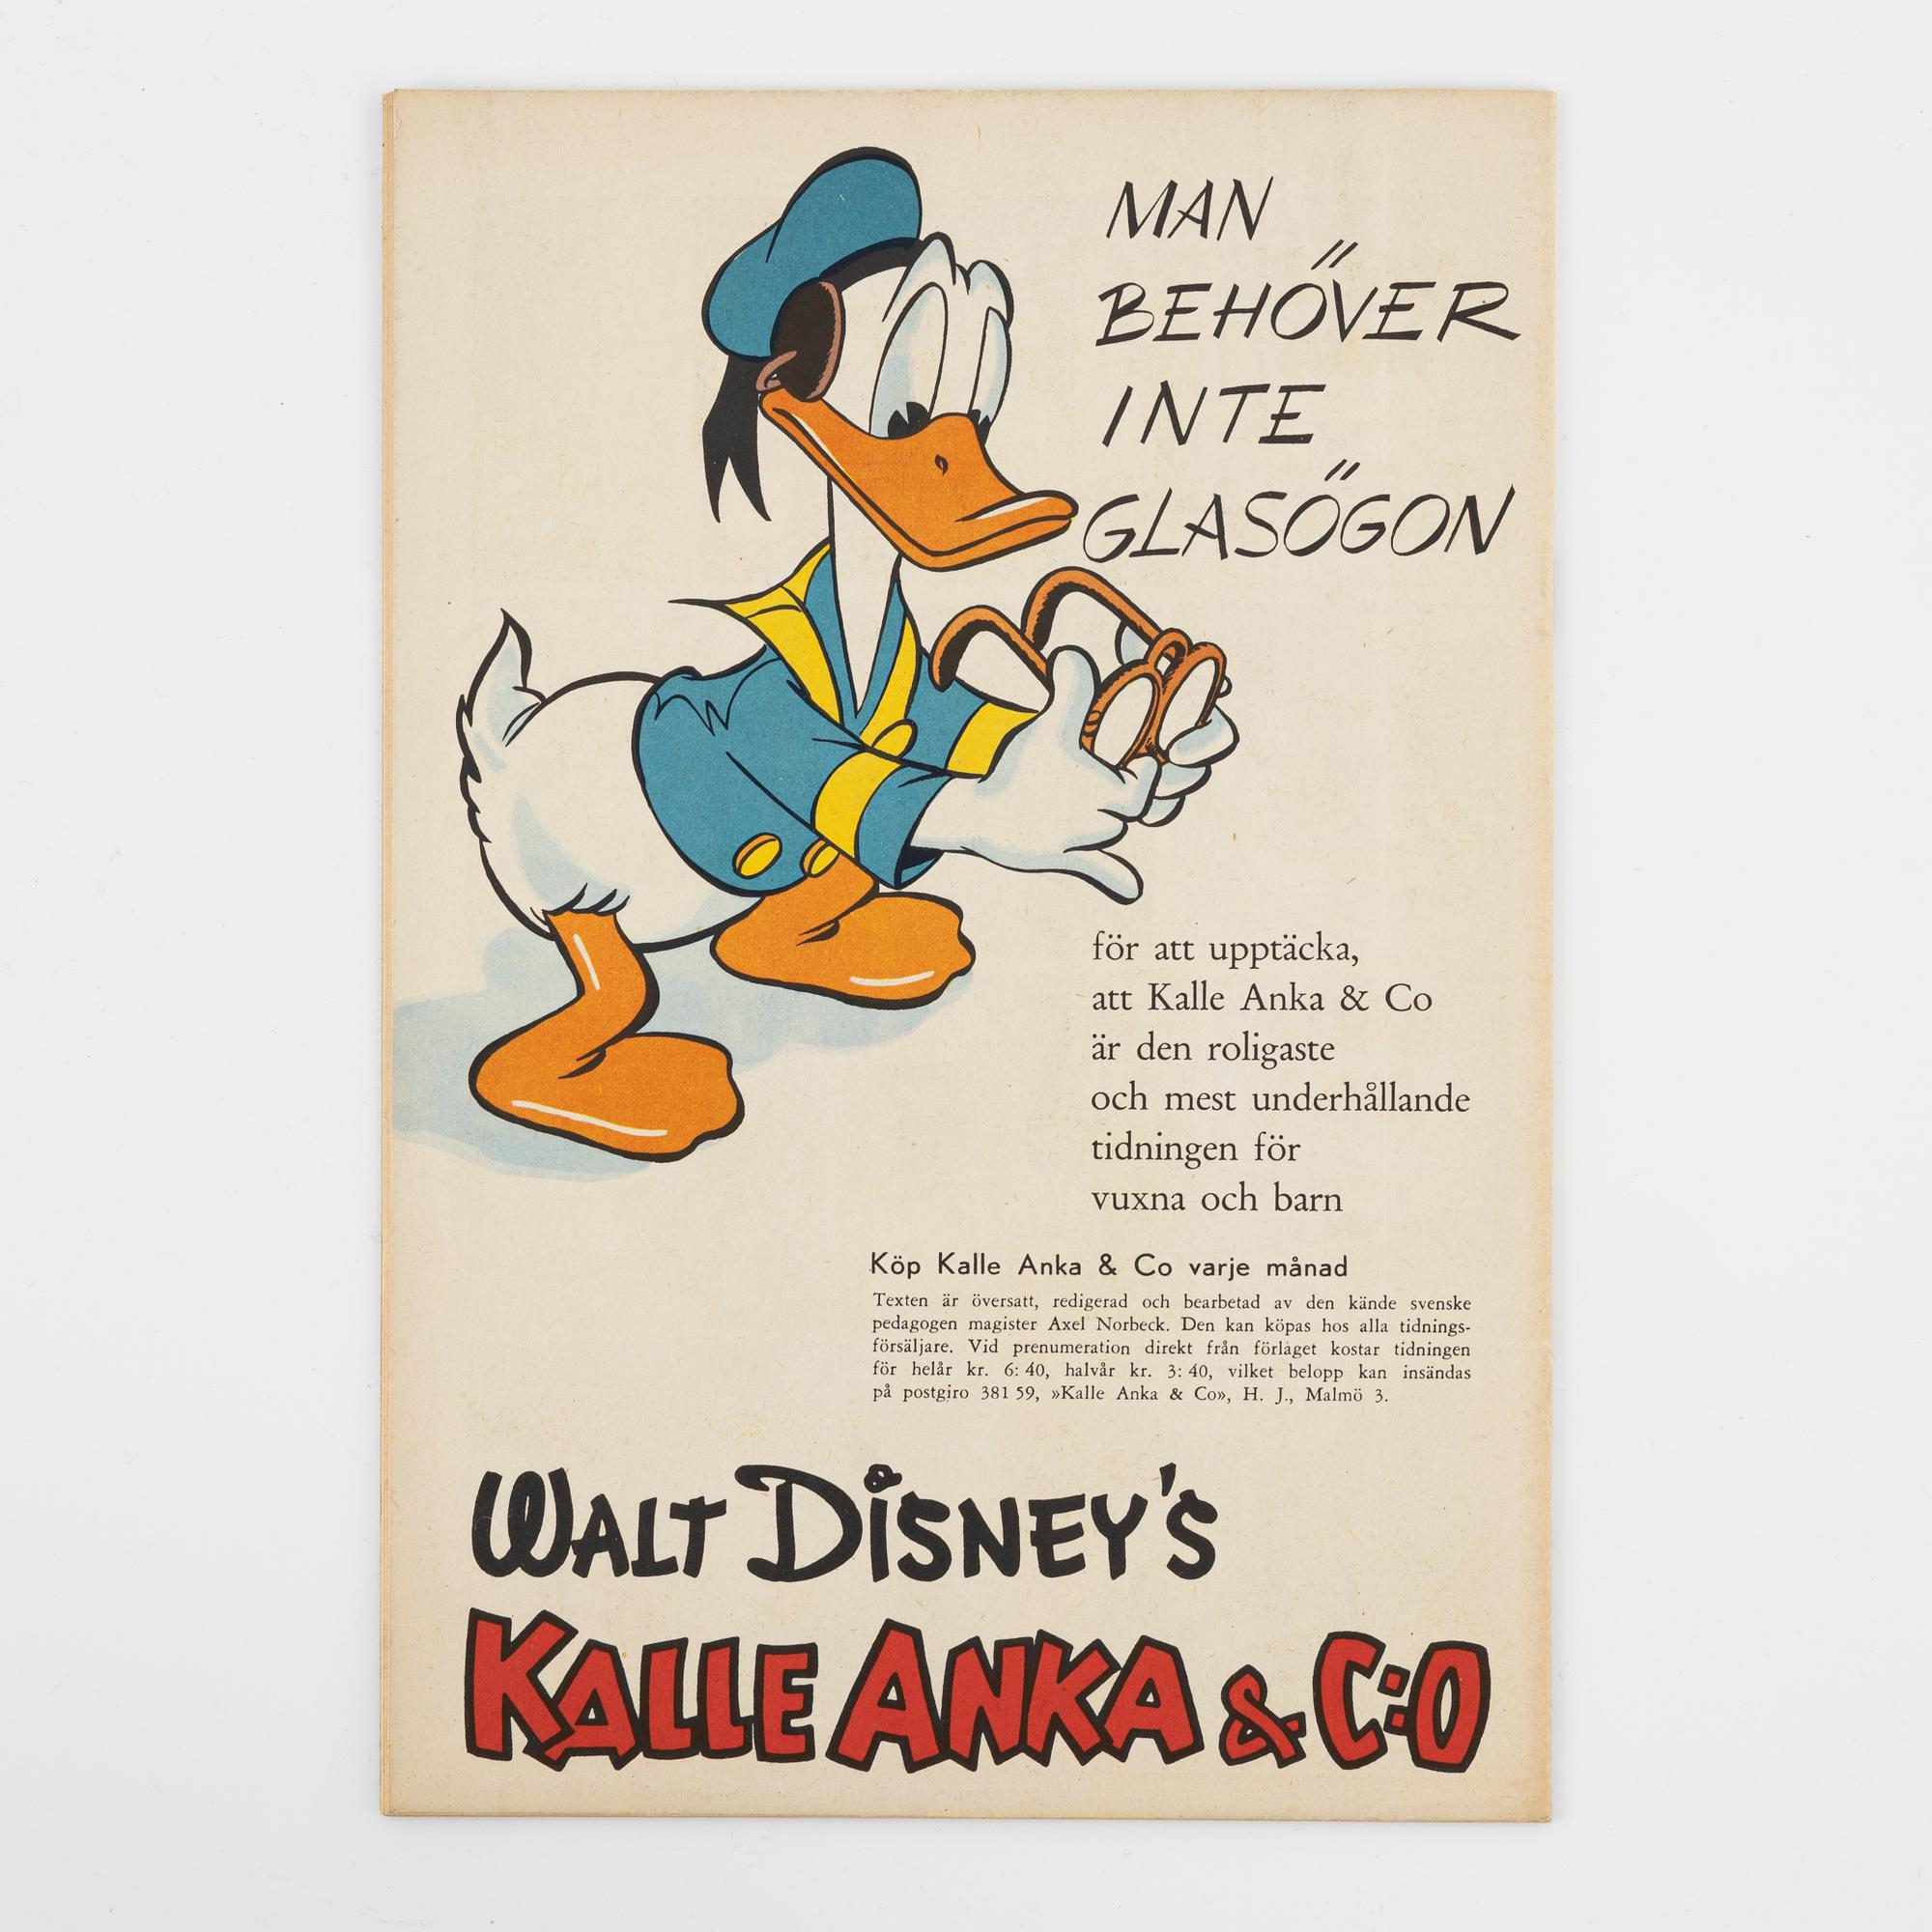 MAN
BEHÖVER
INTE
GLASÖGON
för att upptäcka,
att Kalle Anka & Co
är den roligaste
och mest underhållande
tidningen för
vuxna och barn
Köp Kalle Anka & Co varje månad
Texten är översatt, redigerad och bearbetad av den kände svenske
pedagogen magister Axel Norbeck. Den kan köpas hos alla tidnings-
försäljare. Vid prenumeration direkt från förlaget kostar tidningen
för helår kr. 6: 40, halvår kr. 3: 40, vilket belopp kan insändas
på postgiro 381 59, »Kalle Anka & Co», H. J., Malmö 3.
WALT DISNEY'S
KALLE ANKA & C:O